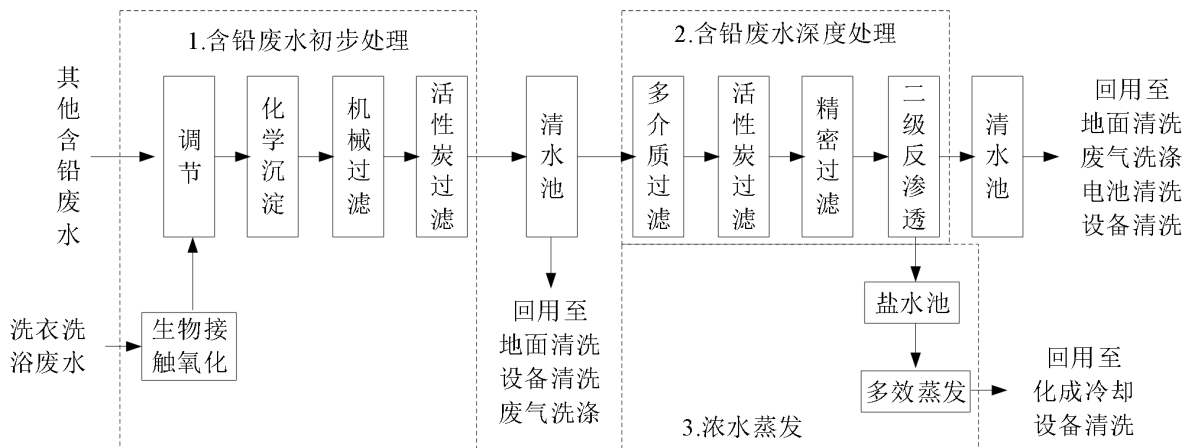 1.含铅废水初步处理
2.含铅废水深度处理
其他含铅废水
调节
化学沉淀
机械过滤
活性炭过滤
清水池
多介质过滤
活性炭过滤
精密过滤
二级反渗透
清水池
回用至
地面清洗
废气洗涤
电池清洗
设备清洗
洗衣洗
浴废水
生物接
触氧化
回用至
地面清洗
设备清洗
废气洗涤
盐水池
多效蒸发
回用至
化成冷却
设备清洗
3.浓水蒸发